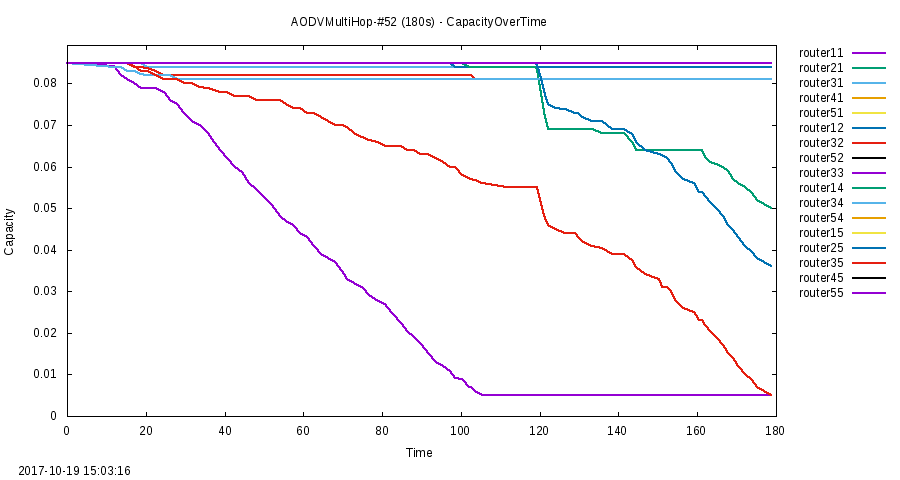 AODVMultiHop-#52 (180s) - CapacityOverTime
router11
router21
router31
router41
router51
router12
router32
router52
router33
router14
router34
router54
router15
router25
router35
router45
router55
Capacity
0.08
0.07
0.06
0.05
0.04
0.03
0.02
0.01
0
0 20 40 60 80 100 120 140 160 180
Time
2017-10-19 15:03:16